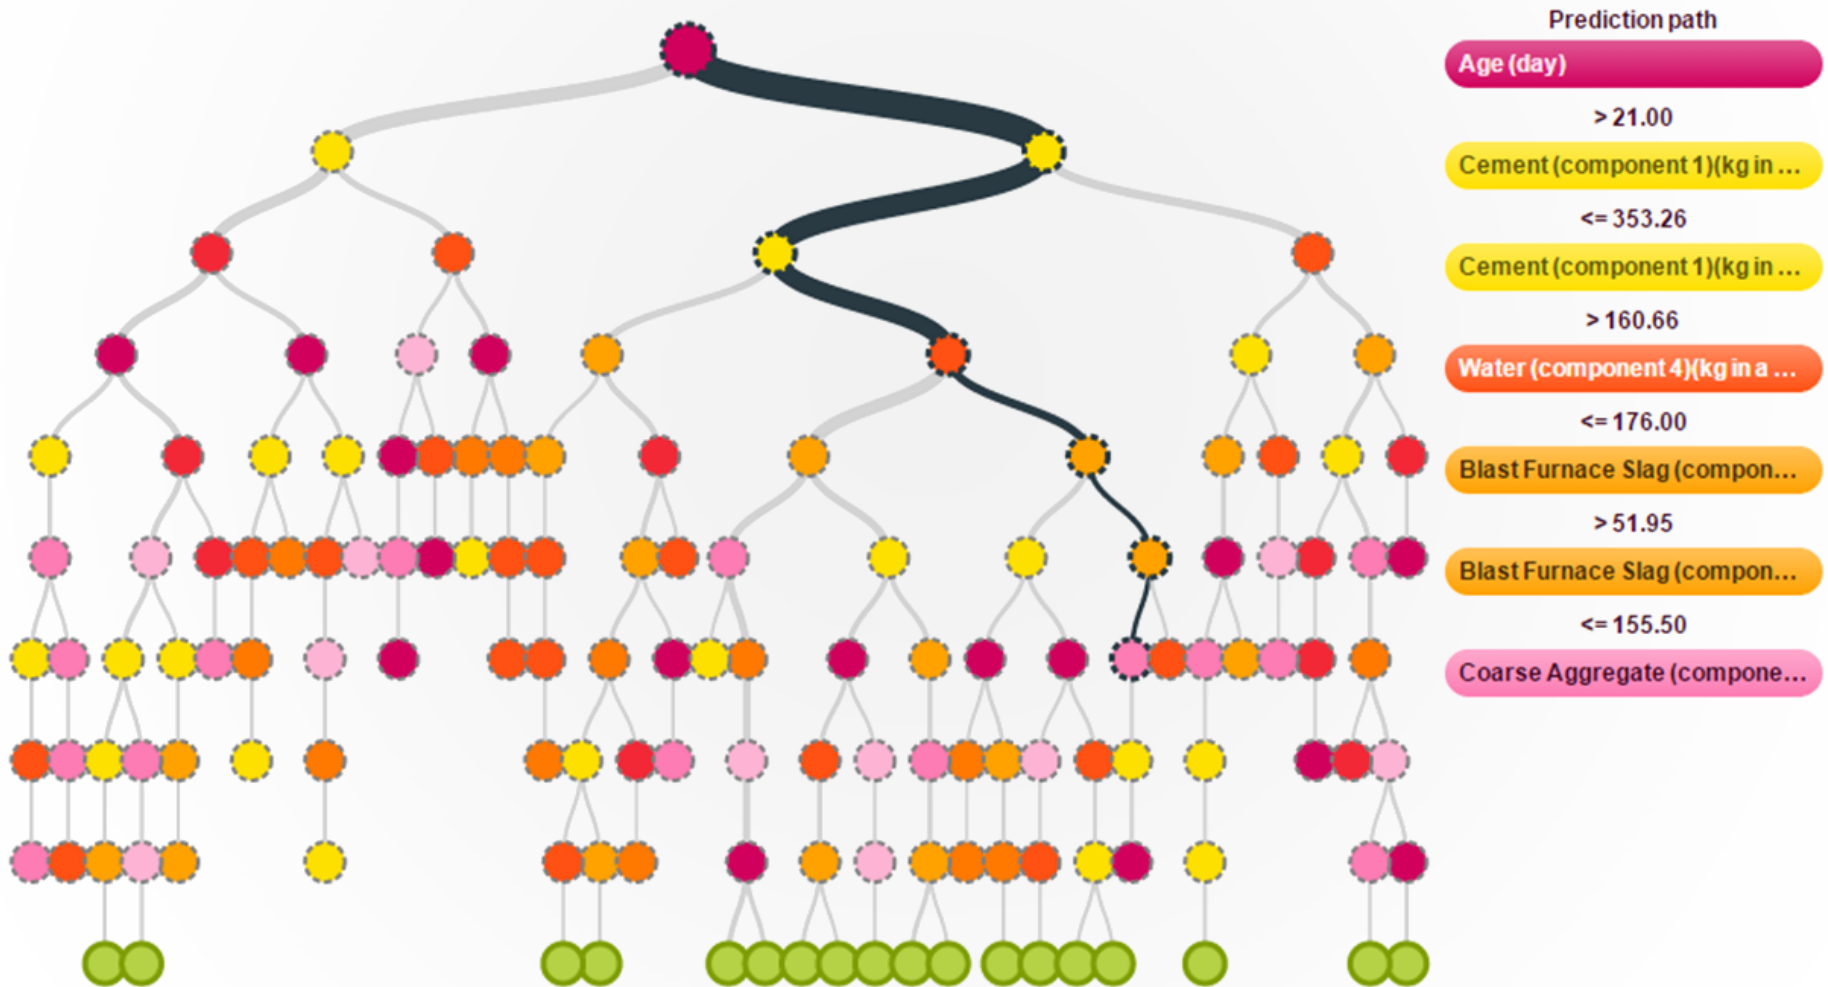 Prediction path
Age (day)
> 21.00
Cement (component 1)(kg in ...
<= 353.26
Cement (component 1)(kg in ...
> 160.66
Water (component 4)(kg in a ...
<= 176.00
Blast Furnace Slag (compon...
> 51.95
Blast Furnace Slag (compon...
<= 155.50
Coarse Aggregate (compone...